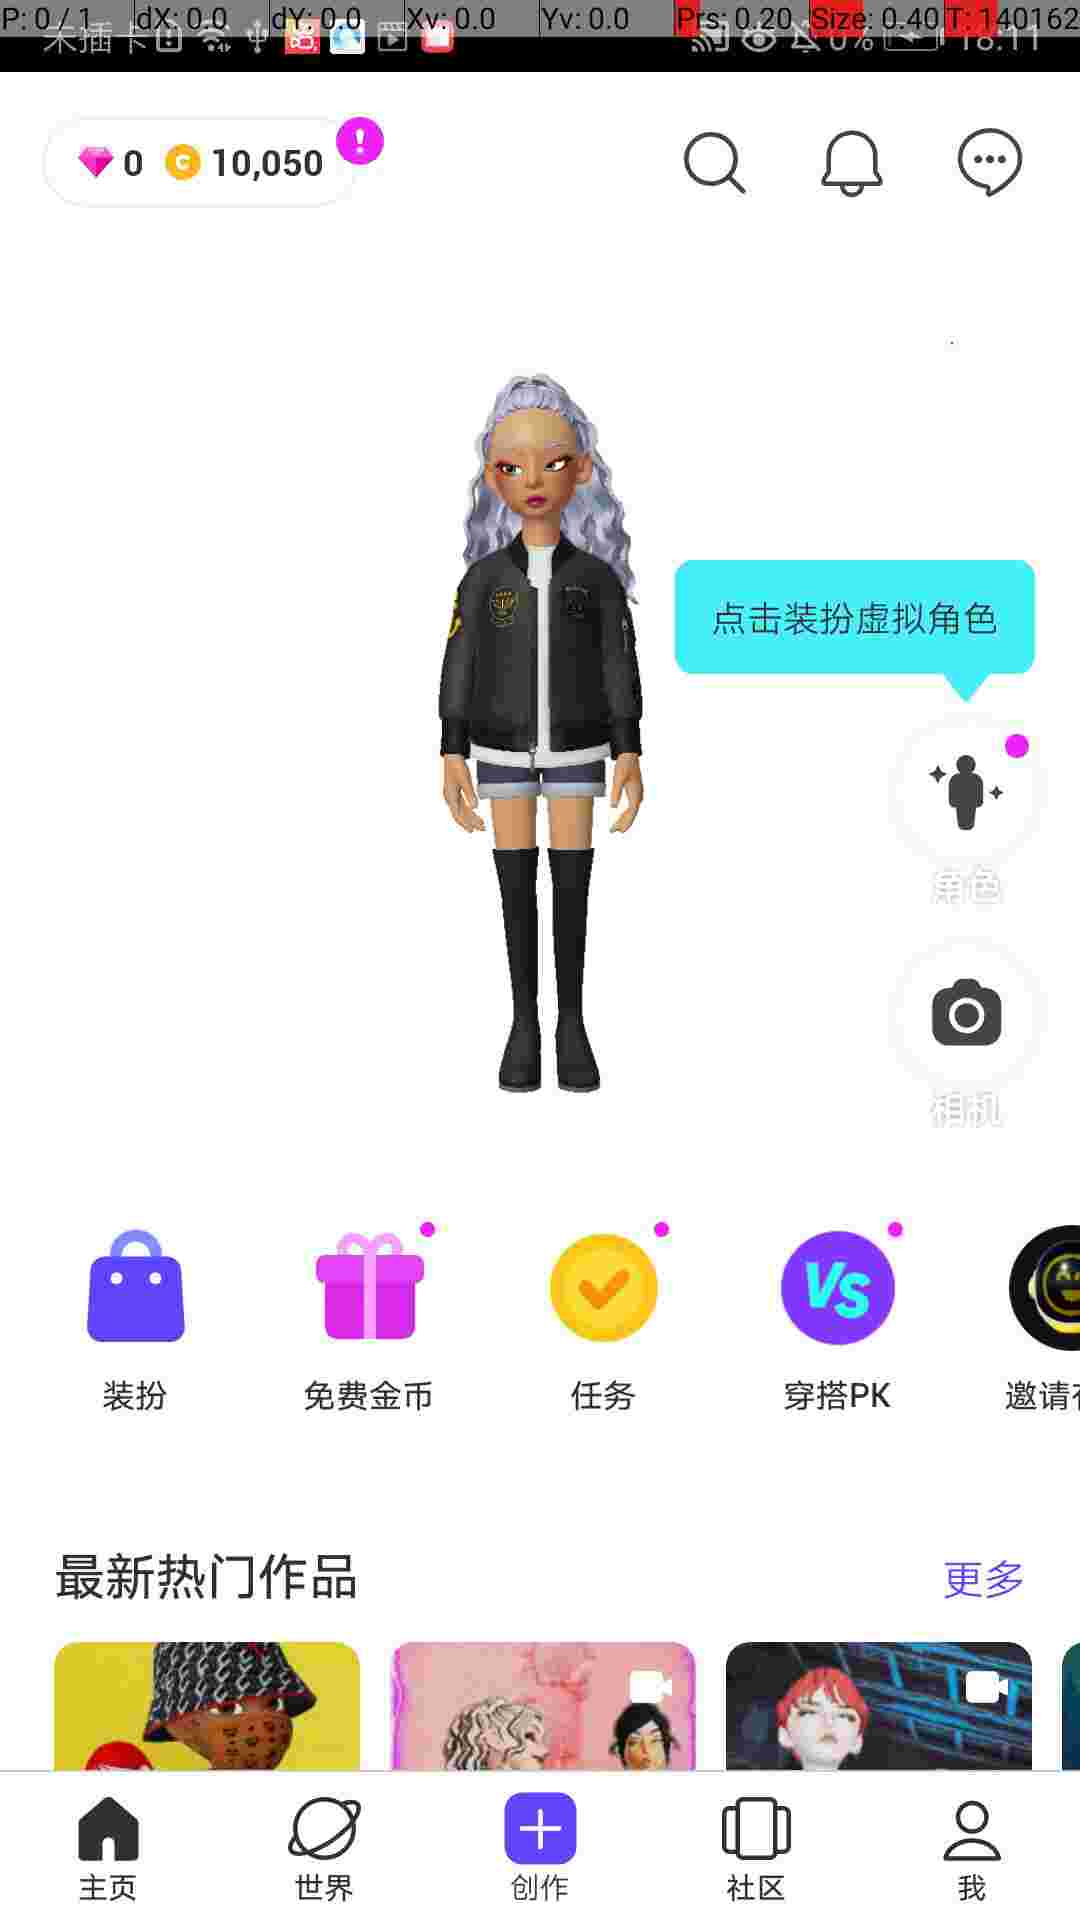 P: 0 / 1 dX: 0.0 dY: 0.0 Xv: 0.0 Yv: 0.0 Prs: 0.20 Size: 0.40 T: 140162
未插卡 0% 18:11
0 C 10,050 !
点击装扮虚拟角色
角色
相机
VS
装扮 免费金币 任务 穿搭PK 邀请
最新热门作品 更多
主页 世界 创作 社区 我